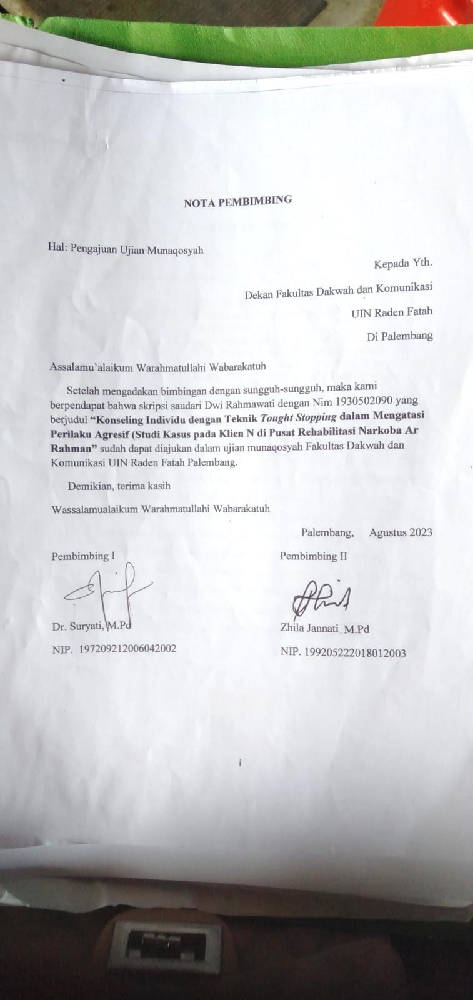 NOTA PEMBIMBING
Hal: Pengajuan Ujian Munaqosyah
Kepada Yth.
Dekan Fakultas Dakwah dan Komunikasi
UIN Raden Fatah
Di Palembang
Assalamu’alaikum Warahmatullahi Wabarakatuh
Setelah mengadakan bimbingan dengan sungguh-sungguh, maka kami
berpendapat bahwa skripsi saudari Dwi Rahmawati dengan Nim 1930502090 yang
berjudul “Konseling Individu dengan Teknik Tought Stopping dalam Mengatasi
Perilaku Agresif (Studi Kasus pada Klien N di Pusat Rehabilitasi Narkoba Ar
Rahman” sudah dapat diajukan dalam ujian munaqosyah Fakultas Dakwah dan
Komunikasi UIN Raden Fatah Palembang.
Demikian, terima kasih
Wassalamualaikum Warahmatullahi Wabarakatuh
Palembang, Agustus 2023
Pembimbing I Pembimbing II
Dr. Suryati, M.Pd Zhila Jannati, M.Pd
NIP. 197209212006042002 NIP. 199205222018012003
i